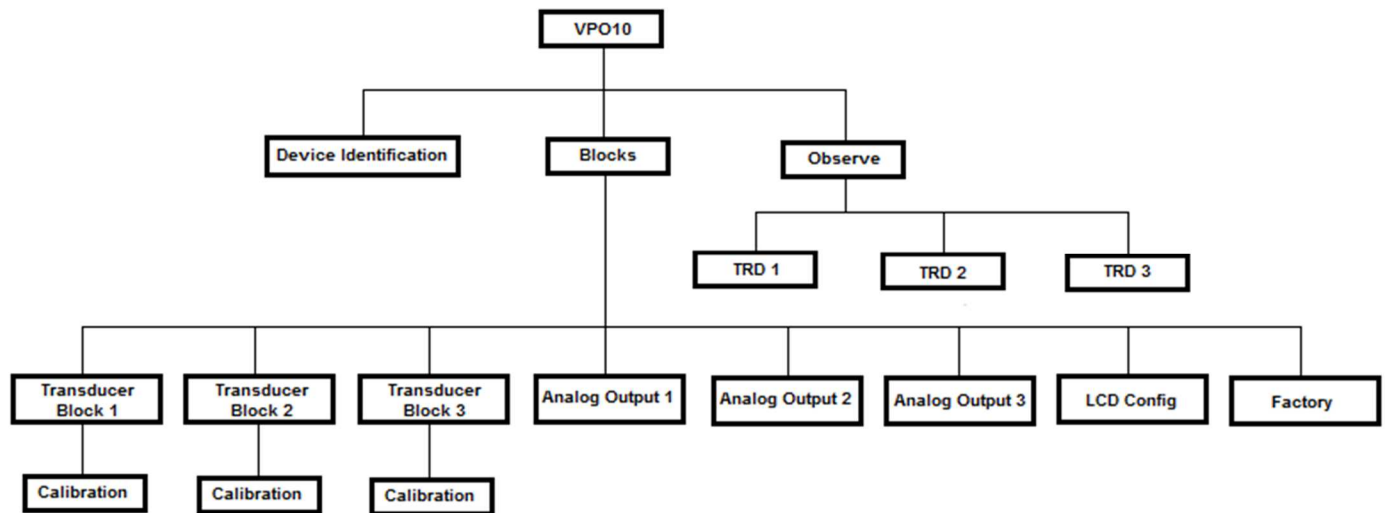 VPO10
Device Identification
Blocks
Observe
TRD 1
TRD 2
TRD 3
Transducer
Block 1
Transducer
Block 2
Transducer
Block 3
Analog Output 1
Analog Output 2
Analog Output 3
LCD Config
Factory
Calibration
Calibration
Calibration